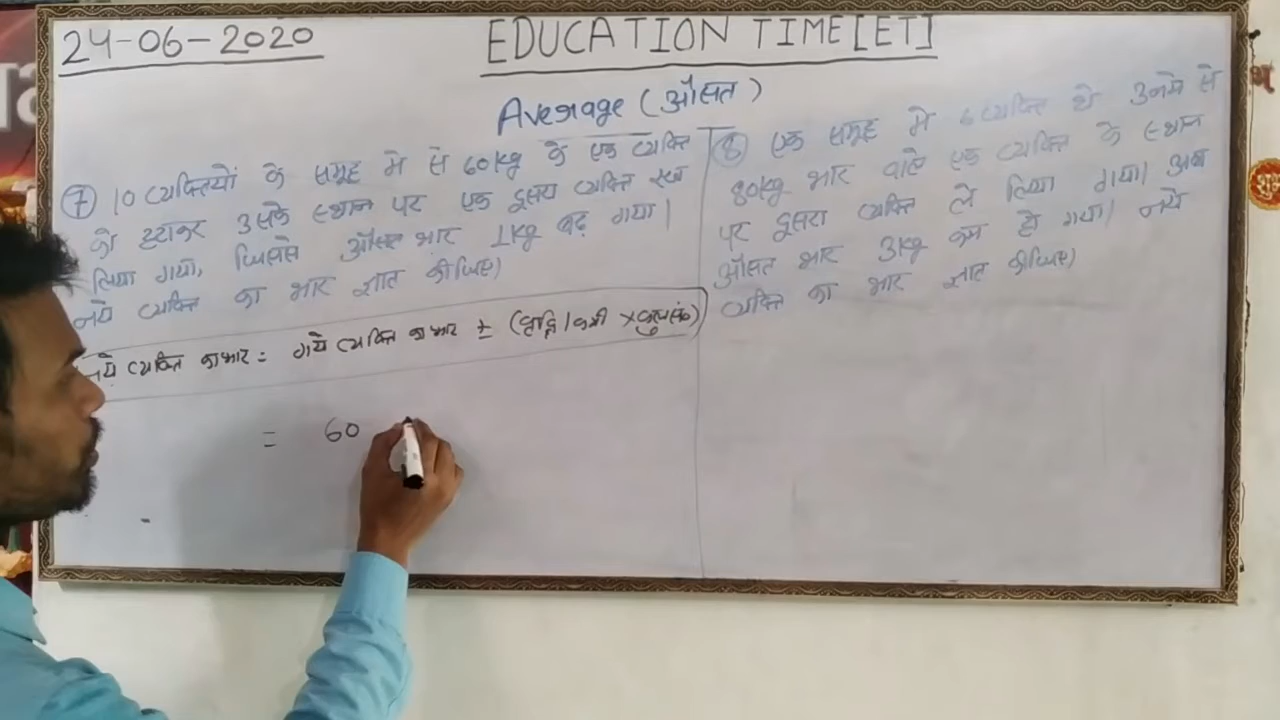 24-06-2020
EDUCATION TIME [ET]
Average (औसत)
7 10 व्यक्तियों के समूह में से 60kg के एक व्यक्ति
को हटाकर उसके स्थान पर एक दूसरा व्यक्ति रख
लिया गया, जिससे औसत भार 1kg बढ़ गया।
नये व्यक्ति का भार ज्ञात कीजिए।
नये व्यक्ति का भार = गये व्यक्ति का भार ± (वृद्धि / कमी × कुल सं०)
= 60
8 एक समूह में 6 व्यक्ति थे उनमे से
80kg भार वाले एक व्यक्ति के स्थान
पर दूसरा व्यक्ति ले लिया गया। अब
औसत भार 3kg कम हो गया। नये
व्यक्ति का भार ज्ञात कीजिए।